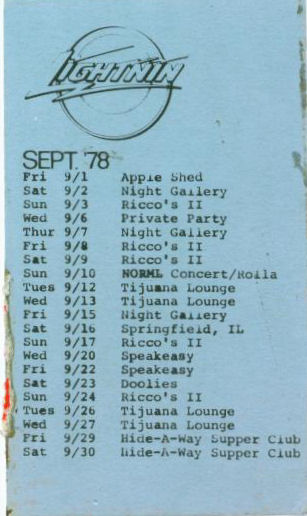 LIGHTNIN
SEPT. '78
Fri 9/1 Apple Shed
Sat 9/2 Night Gallery
Sun 9/3 Ricco's II
Wed 9/6 Private Party
Thur 9/7 Night Gallery
Fri 9/8 Ricco's II
Sat 9/9 Ricco's II
Sun 9/10 NORML Concert/Rolla
Tues 9/12 Tijuana Lounge
Wed 9/13 Tijuana Lounge
Fri 9/15 Night Gallery
Sat 9/16 Springfield, IL
Sun 9/17 Ricco's II
Wed 9/20 Speakeasy
Fri 9/22 Speakeasy
Sat 9/23 Doolies
Sun 9/24 Ricco's II
Tues 9/26 Tijuana Lounge
Wed 9/27 Tijuana Lounge
Fri 9/29 Hide-A-Way Supper Club
Sat 9/30 Hide-A-Way Supper Club